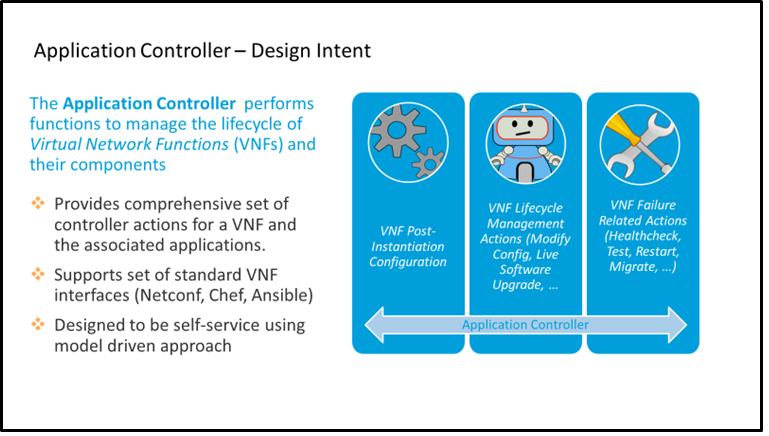 Application Controller – Design Intent
The Application Controller performs
functions to manage the lifecycle of
Virtual Network Functions (VNFs) and
their components
Provides comprehensive set of
controller actions for a VNF and
the associated applications.
Supports set of standard VNF
interfaces (Netconf, Chef, Ansible)
Designed to be self-service using
model driven approach
VNF Post-
Instantiation
Configuration
VNF Lifecycle
Management
Actions (Modify
Config, Live
Software
Upgrade, ...
VNF Failure
Related Actions
(Healthcheck,
Test, Restart,
Migrate, ...)
Application Controller